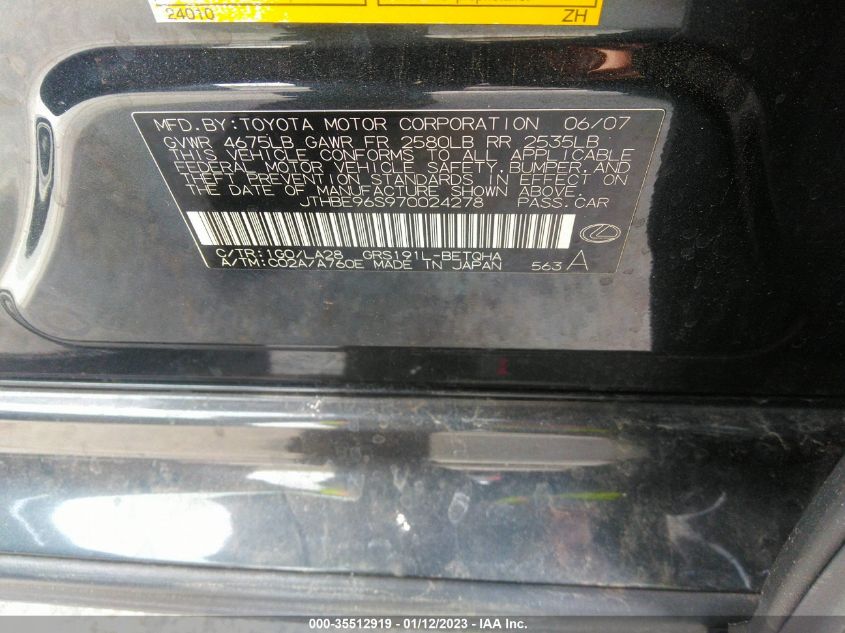 24010 ZH
MFD.BY:TOYOTA MOTOR CORPORATION 06/07
GVWR 4675LB GAWR FR 2580LB RR 2535LB
THIS VEHICLE CONFORMS TO ALL APPLICABLE
FEDERAL MOTOR VEHICLE SAFETY, BUMPER, AND
THEFT PREVENTION STANDARDS IN EFFECT ON
THE DATE OF MANUFACTURE SHOWN ABOVE.
JTHBE96S970024278 PASS.CAR
C/TR:1G0/LA28 GRS191L-BETQHA
A/TM:C02A/A760E MADE IN JAPAN 563 A
000-35512919 - 01/12/2023 - IAA Inc.